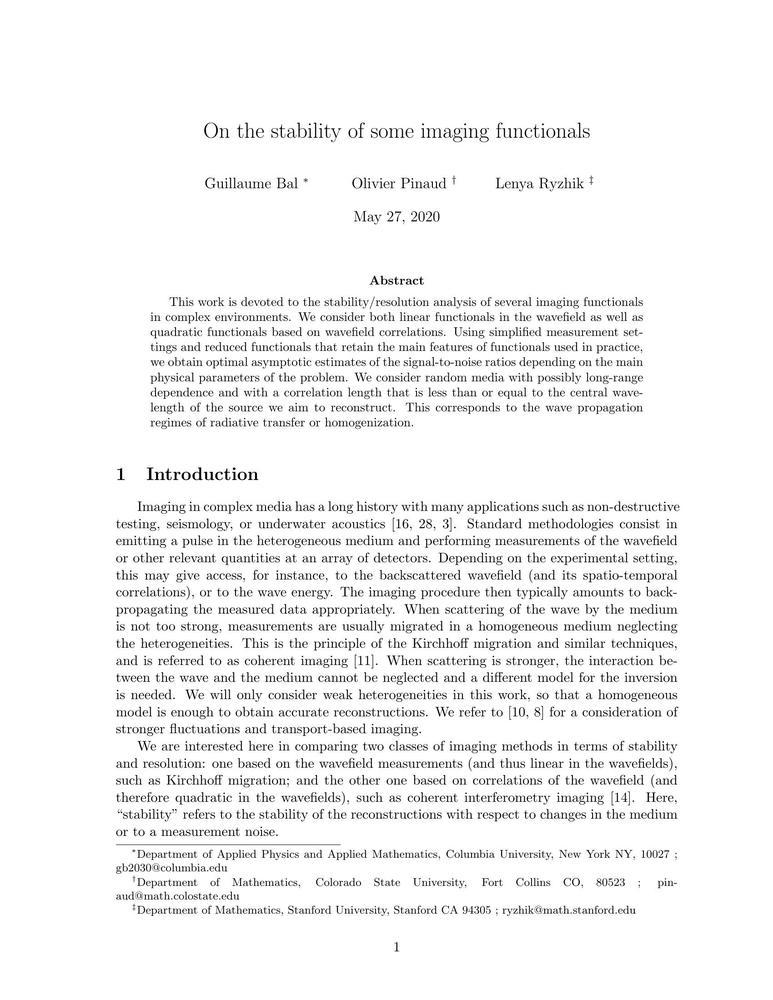 On the stability of some imaging functionals
Guillaume Bal * Olivier Pinaud † Lenya Ryzhik ‡
May 27, 2020
Abstract
This work is devoted to the stability/resolution analysis of several imaging functionals
in complex environments. We consider both linear functionals in the wavefield as well as
quadratic functionals based on wavefield correlations. Using simplified measurement set-
tings and reduced functionals that retain the main features of functionals used in practice,
we obtain optimal asymptotic estimates of the signal-to-noise ratios depending on the main
physical parameters of the problem. We consider random media with possibly long-range
dependence and with a correlation length that is less than or equal to the central wave-
length of the source we aim to reconstruct. This corresponds to the wave propagation
regimes of radiative transfer or homogenization.
1 Introduction
Imaging in complex media has a long history with many applications such as non-destructive
testing, seismology, or underwater acoustics [16, 28, 3]. Standard methodologies consist in
emitting a pulse in the heterogeneous medium and performing measurements of the wavefield
or other relevant quantities at an array of detectors. Depending on the experimental setting,
this may give access, for instance, to the backscattered wavefield (and its spatio-temporal
correlations), or to the wave energy. The imaging procedure then typically amounts to back-
propagating the measured data appropriately. When scattering of the wave by the medium
is not too strong, measurements are usually migrated in a homogeneous medium neglecting
the heterogeneities. This is the principle of the Kirchhoff migration and similar techniques,
and is referred to as coherent imaging [11]. When scattering is stronger, the interaction be-
tween the wave and the medium cannot be neglected and a different model for the inversion
is needed. We will only consider weak heterogeneities in this work, so that a homogeneous
model is enough to obtain accurate reconstructions. We refer to [10, 8] for a consideration of
stronger fluctuations and transport-based imaging.
We are interested here in comparing two classes of imaging methods in terms of stability
and resolution: one based on the wavefield measurements (and thus linear in the wavefields),
such as Kirchhoff migration; and the other one based on correlations of the wavefield (and
therefore quadratic in the wavefields), such as coherent interferometry imaging [14]. Here,
“stability” refers to the stability of the reconstructions with respect to changes in the medium
or to a measurement noise.
*Department of Applied Physics and Applied Mathematics, Columbia University, New York NY, 10027 ;
gb2030@columbia.edu
†Department of Mathematics, Colorado State University, Fort Collins CO, 80523 ; pin-
aud@math.colostate.edu
‡Department of Mathematics, Stanford University, Stanford CA 94305 ; ryzhik@math.stanford.edu
1